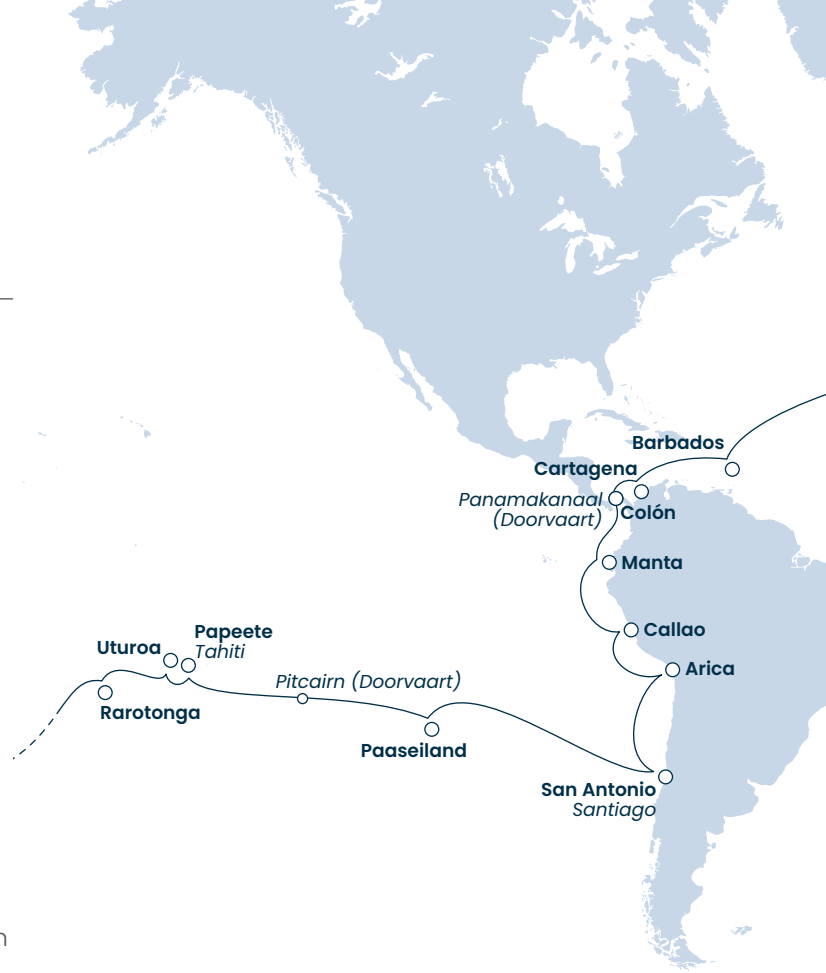 Barbados
Cartagena
Panamakanaal
(Doorvaart)
Colón
Manta
Callao
Arica
San Antonio
Santiago
Paaseiland
Pitcairn (Doorvaart)
Papeete
Tahiti
Uturoa
Rarotonga
n